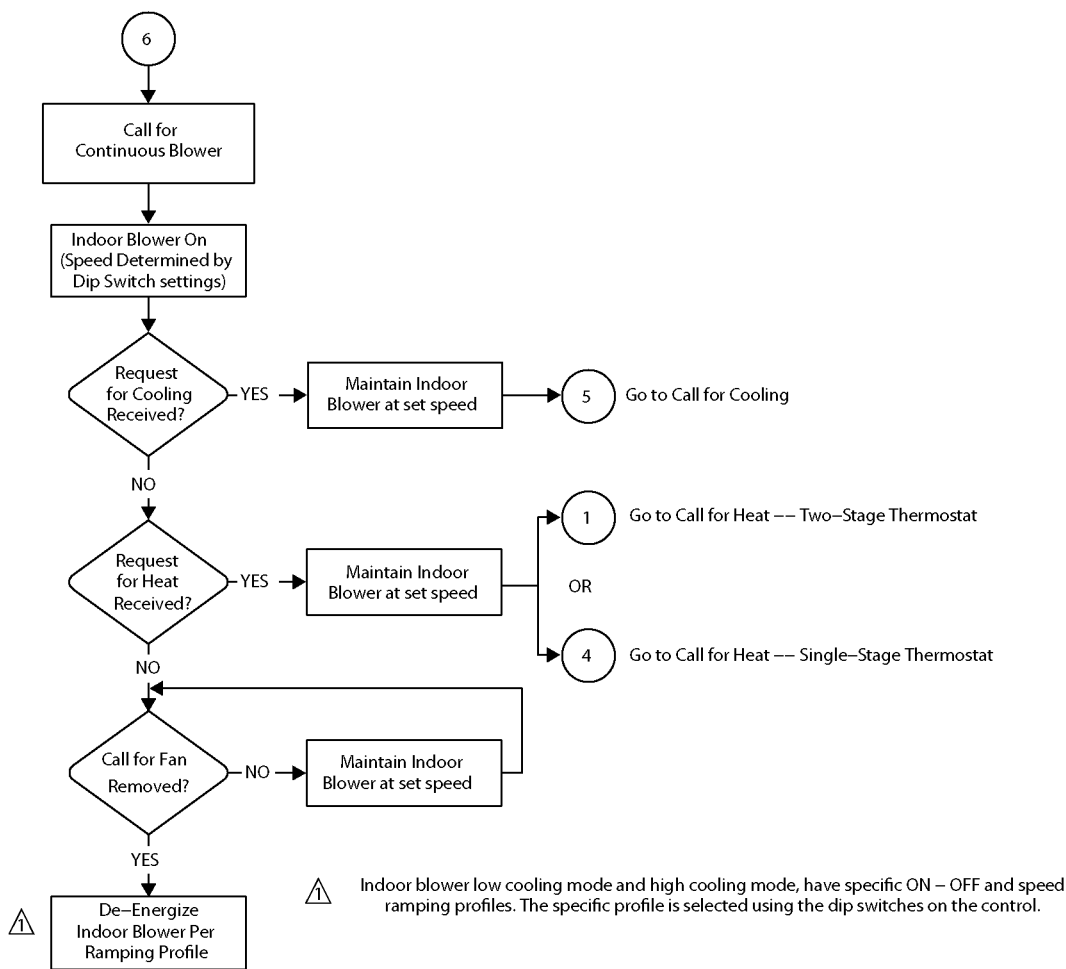 6
Call for
Continuous Blower
Indoor Blower On
(Speed Determined by
Dip Switch settings)
Request
for Cooling
Received?
YES
Maintain Indoor
Blower at set speed
5
Go to Call for Cooling
NO
1
Go to Call for Heat −− Two−Stage Thermostat
Request
for Heat
Received?
YES
Maintain Indoor
Blower at set speed
OR
4
Go to Call for Heat −− Single−Stage Thermostat
NO
Call for Fan
Removed?
NO
Maintain Indoor
Blower at set speed
YES
1
De−Energize
Indoor Blower Per
Ramping Profile
1
Indoor blower low cooling mode and high cooling mode, have specific ON − OFF and speed
ramping profiles. The specific profile is selected using the dip switches on the control.